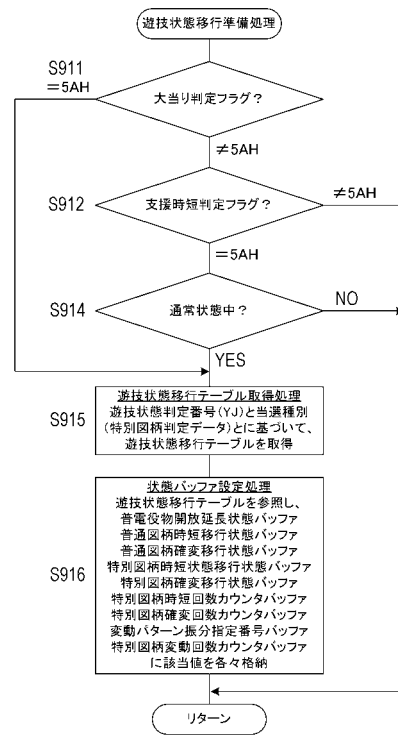 遊技状態移行準備処理
S911
＝5AH
大当り判定フラグ？
≠5AH
S912
支援時短判定フラグ？
≠5AH
＝5AH
S914
通常状態中？
NO
YES
S915
遊技状態移行テーブル取得処理
遊技状態判定番号(YJ)と当選種別
(特別図柄判定データ)とに基づいて、
遊技状態移行テーブルを取得
S916
状態バッファ設定処理
遊技状態移行テーブルを参照し、
普電役物開放延長状態バッファ
普通図柄時短移行状態バッファ
普通図柄確変移行状態バッファ
特別図柄時短状態移行状態バッファ
特別図柄確変移行状態バッファ
特別図柄時短回数カウンタバッファ
特別図柄確変回数カウンタバッファ
変動パターン振分指定番号バッファ
特別図柄変動回数カウンタバッファ
に該当値を各々格納
リターン